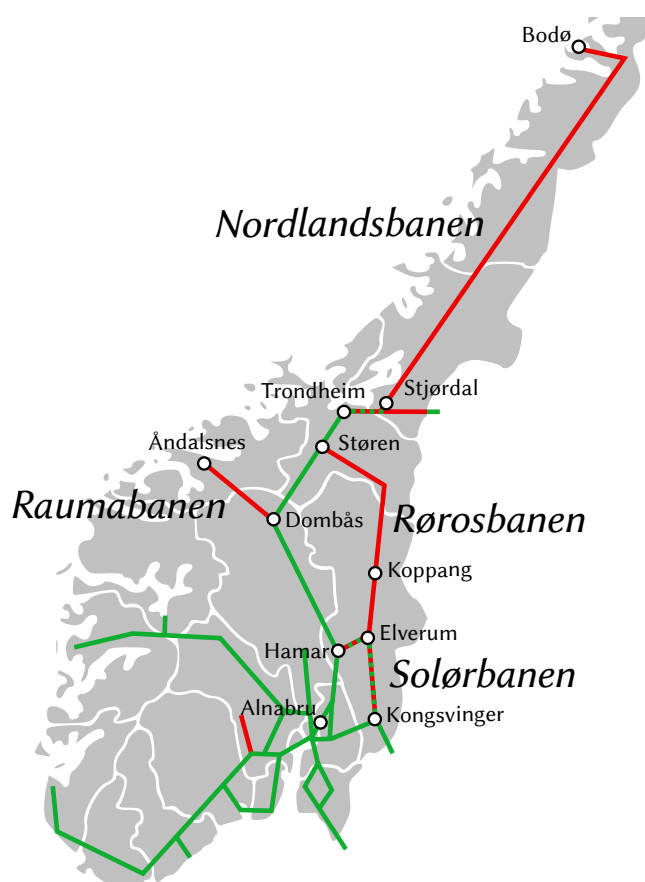 Bodø
Nordlandsbanen
Trondheim
Stjørdal
Åndalsnes
Støren
Raumabanen
Dombås
Rørosbanen
Koppang
Elverum
Hamar
Solørbanen
Alnabru
Kongsvinger